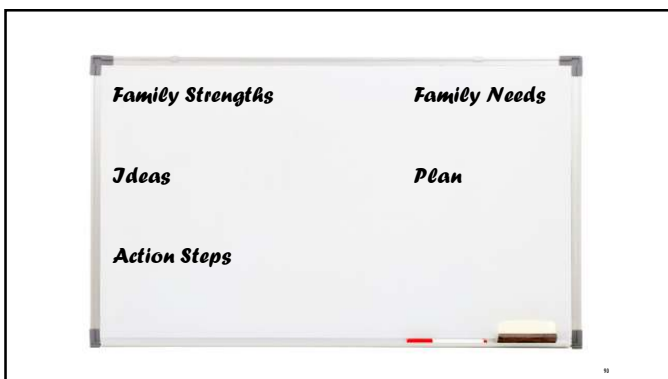 Family Strengths
Family Needs
Ideas
Plan
Action Steps